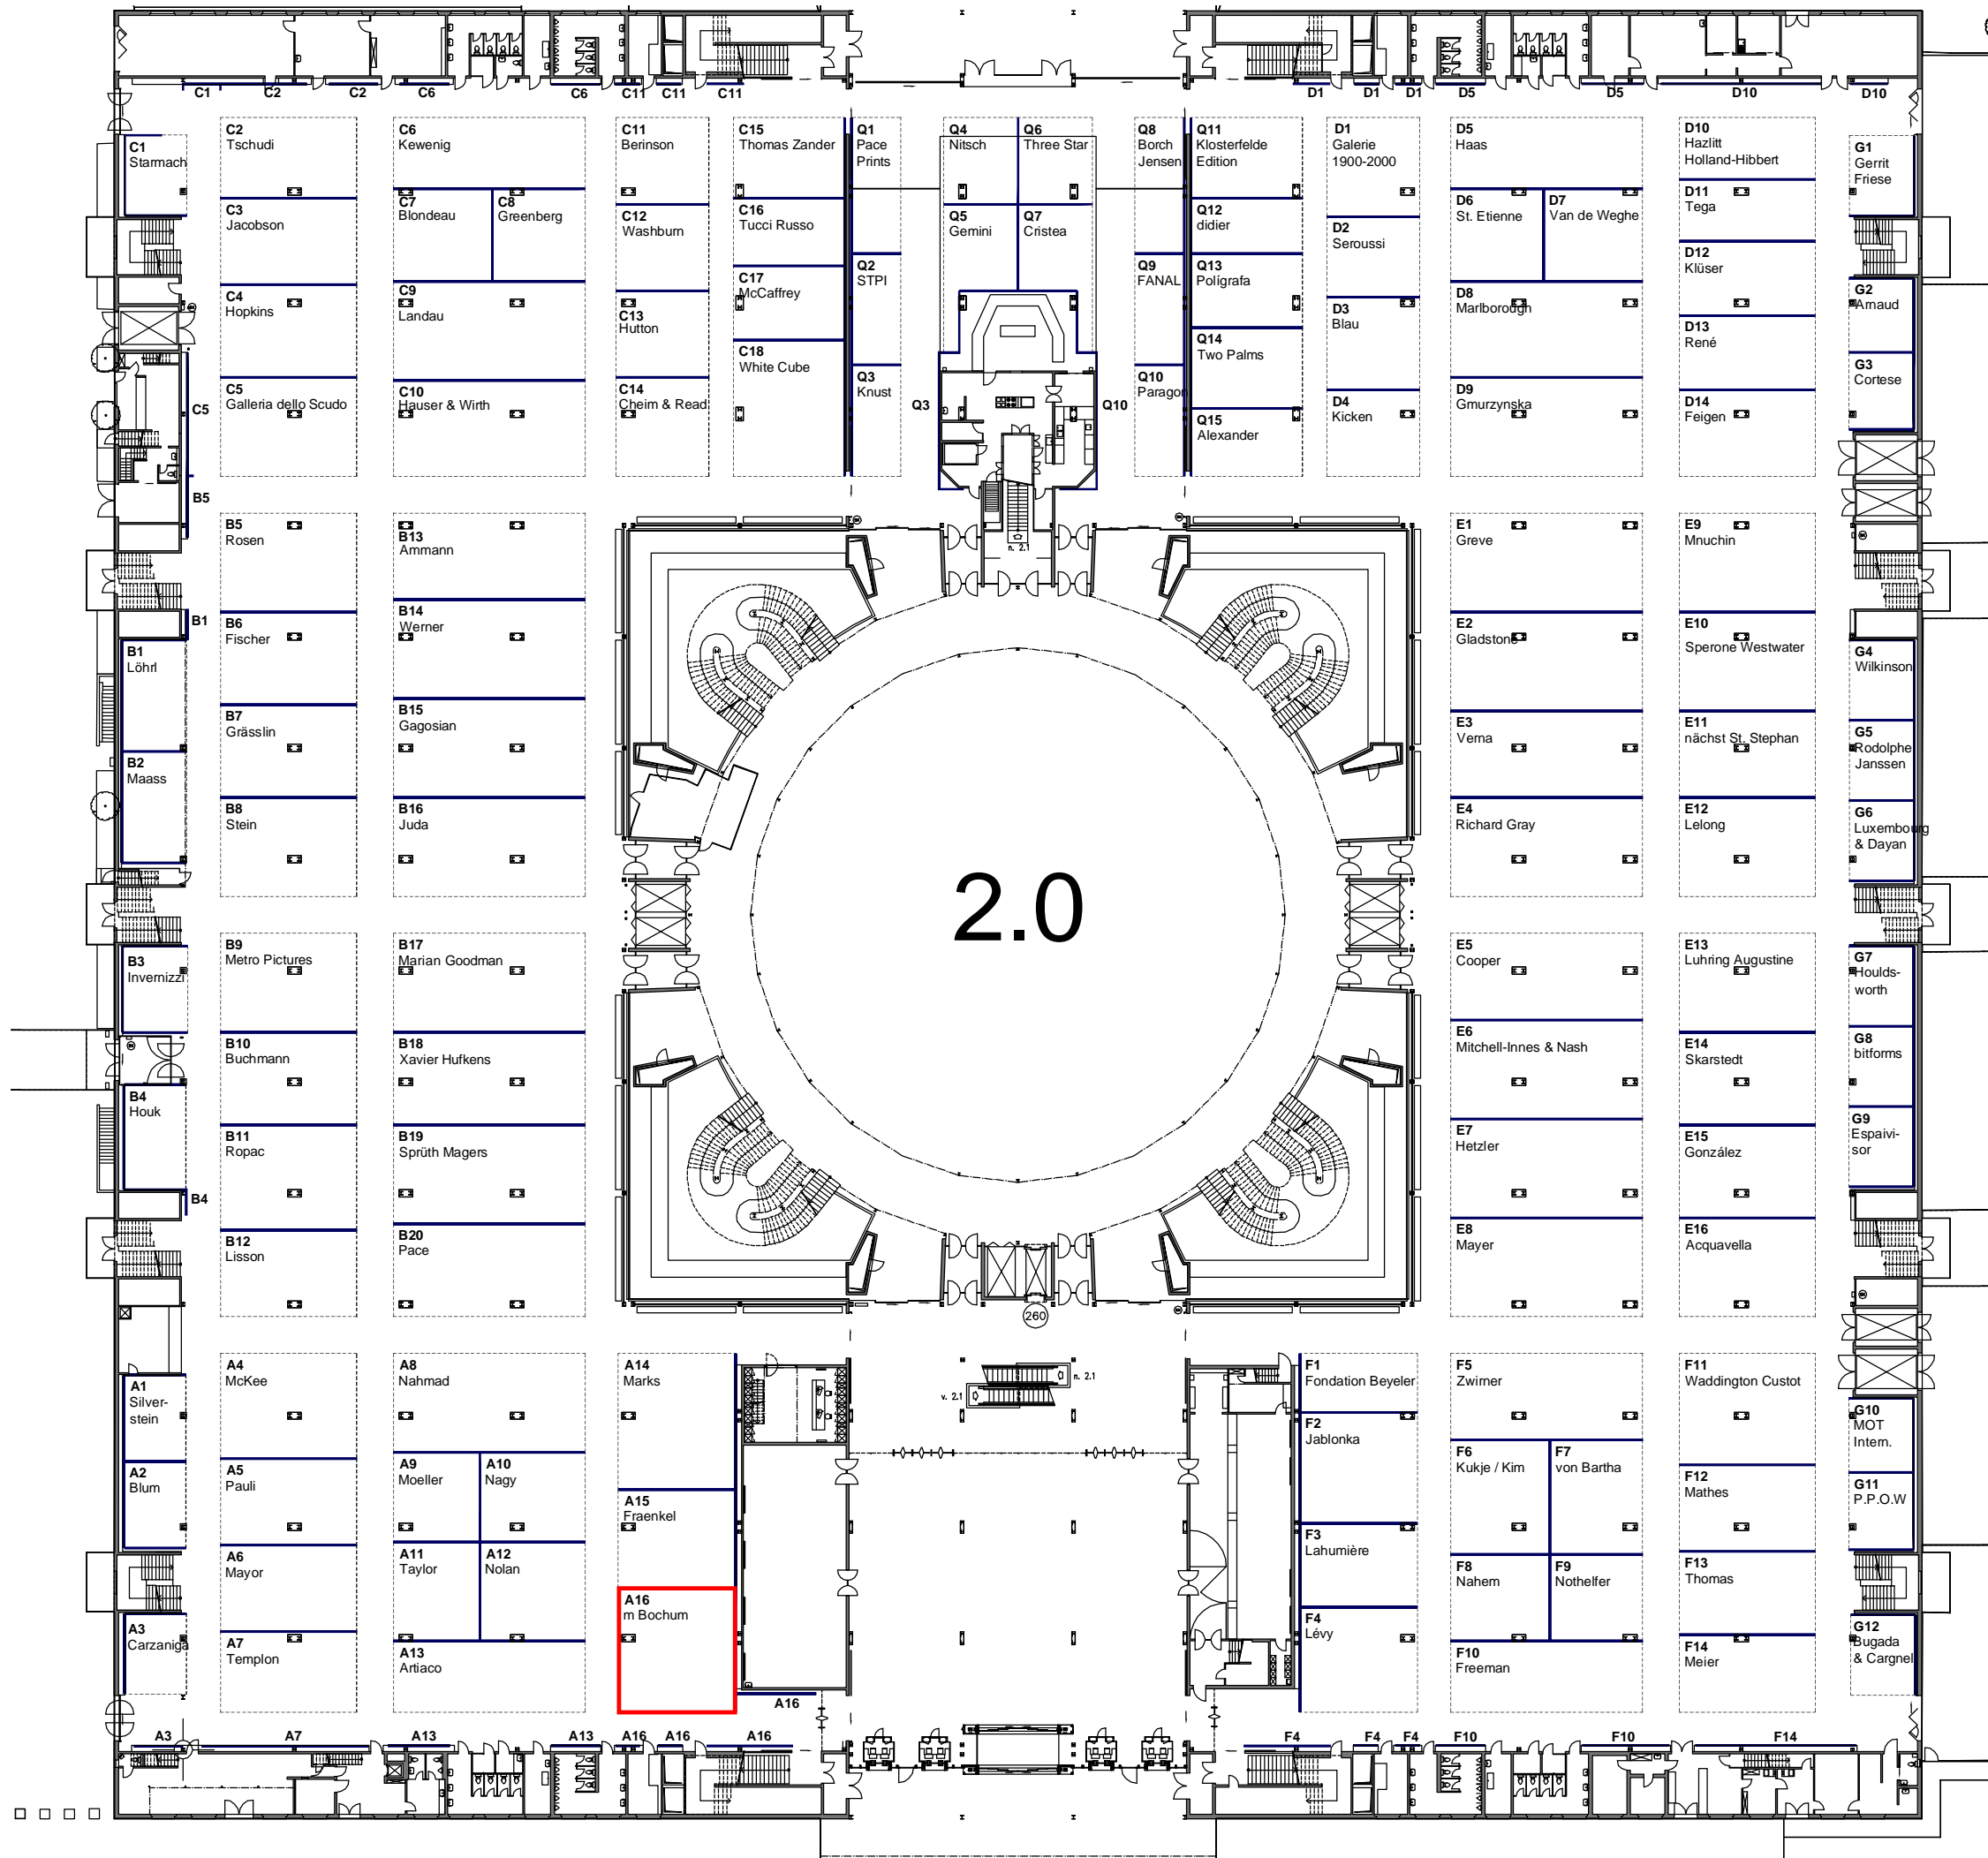 C1
C2
C2
C6
C6
C11
C11
C11
D1
D1
D1
D5
D5
D10
D10
C1
Starmach
C2
Tschudi
C3
Jacobson
C4
Hopkins
C5
Galleria dello Scudo
C6
Kewenig
C7
Blondeau
C8
Greenberg
C9
Landau
C10
Hauser & Wirth
C11
Berinson
C12
Washburn
C13
Hutton
C14
Cheim & Read
C15
Thomas Zander
C16
Tucci Russo
C17
McCaffrey
C18
White Cube
Q1
Pace
Prints
Q2
STPI
Q3
Knust
Q3
Q4
Nitsch
Q5
Gemini
Q6
Three Star
Q7
Cristea
Q8
Borch
Jensen
Q9
FANAL
Q10
Paragon
Q10
Q11
Klosterfelde
Edition
Q12
didier
Q13
Polígrafa
Q14
Two Palms
Q15
Alexander
D1
Galerie
1900-2000
D2
Seroussi
D3
Blau
D4
Kicken
D5
Haas
D6
St. Etienne
D7
Van de Weghe
D8
Marlborough
D9
Gmurzynska
D10
Hazlitt
Holland-Hibbert
D11
Tega
D12
Klüser
D13
René
D14
Feigen
G1
Gerrit
Friese
G2
Arnaud
G3
Cortese
C5
B5
B1
B1
Löhrl
B2
Maass
B3
Invernizzi
B4
Houk
B4
B5
Rosen
B6
Fischer
B7
Grässlin
B8
Stein
B9
Metro Pictures
B10
Buchmann
B11
Ropac
B12
Lisson
B13
Ammann
B14
Werner
B15
Gagosian
B16
Juda
B17
Marian Goodman
B18
Xavier Hufkens
B19
Sprüth Magers
B20
Pace
n. 2.1
2.0
260
E1
Greve
E2
Gladstone
E3
Verna
E4
Richard Gray
E5
Cooper
E6
Mitchell-Innes & Nash
E7
Hetzler
E8
Mayer
E9
Mnuchin
E10
Sperone Westwater
E11
nächst St. Stephan
E12
Lelong
E13
Luhring Augustine
E14
Skarstedt
E15
González
E16
Acquavella
G4
Wilkinson
G5
Rodolphe
Janssen
G6
Luxembourg
& Dayan
G7
Houlds-
worth
G8
bitforms
G9
Espaivi-
sor
A1
Silver-
stein
A2
Blum
A3
Carzaniga
A4
McKee
A5
Pauli
A6
Mayor
A7
Templon
A8
Nahmad
A9
Moeller
A10
Nagy
A11
Taylor
A12
Nolan
A13
Artiaco
A14
Marks
A15
Fraenkel
A16
m Bochum
A16
n. 2.1
v. 2.1
F1
Fondation Beyeler
F2
Jablonka
F3
Lahumière
F4
Lévy
F5
Zwirner
F6
Kukje / Kim
F7
von Bartha
F8
Nahem
F9
Nothelfer
F10
Freeman
F11
Waddington Custot
F12
Mathes
F13
Thomas
F14
Meier
G10
MOT
Intern.
G11
P.P.O.W
G12
Bugada
& Cargnel
A3
A7
A13
A13
A16
A16
A16
F4
F4
F4
F10
F10
F14